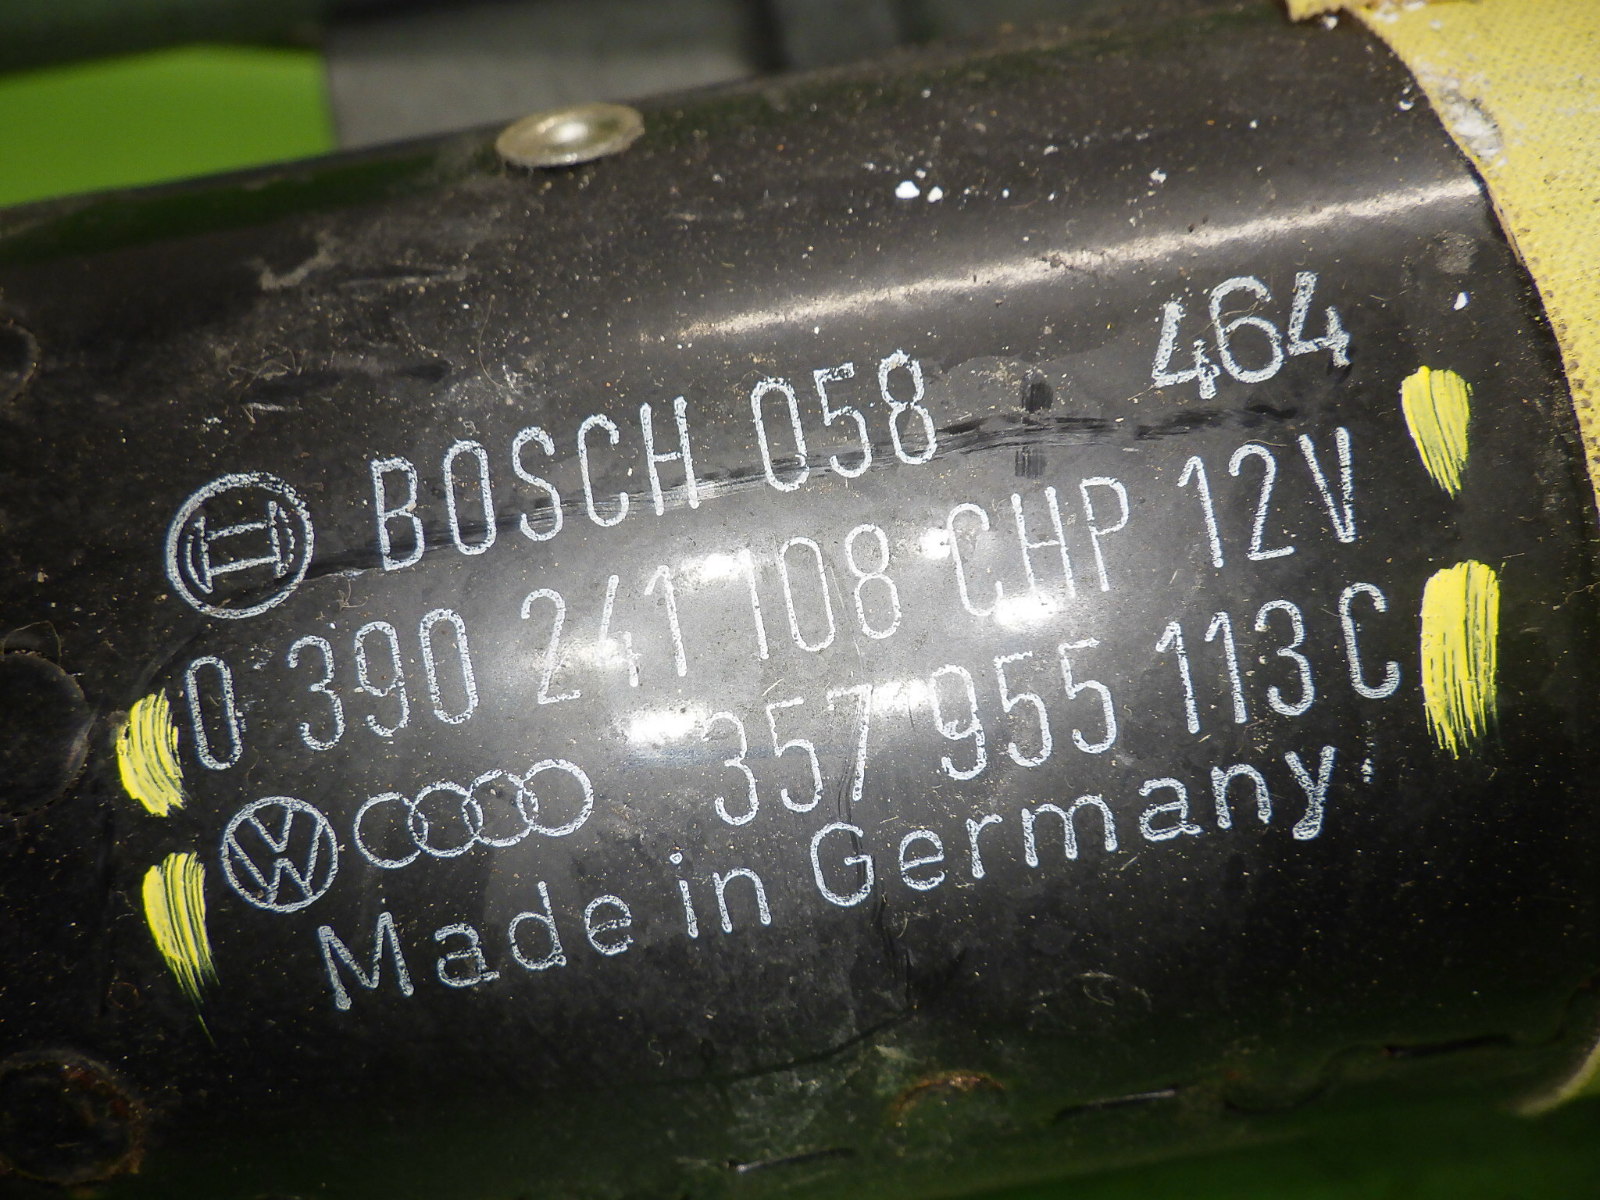 464
BOSCH 058
0 390 241 108 CHP 12V
357 955 113 C
Made in Germany.